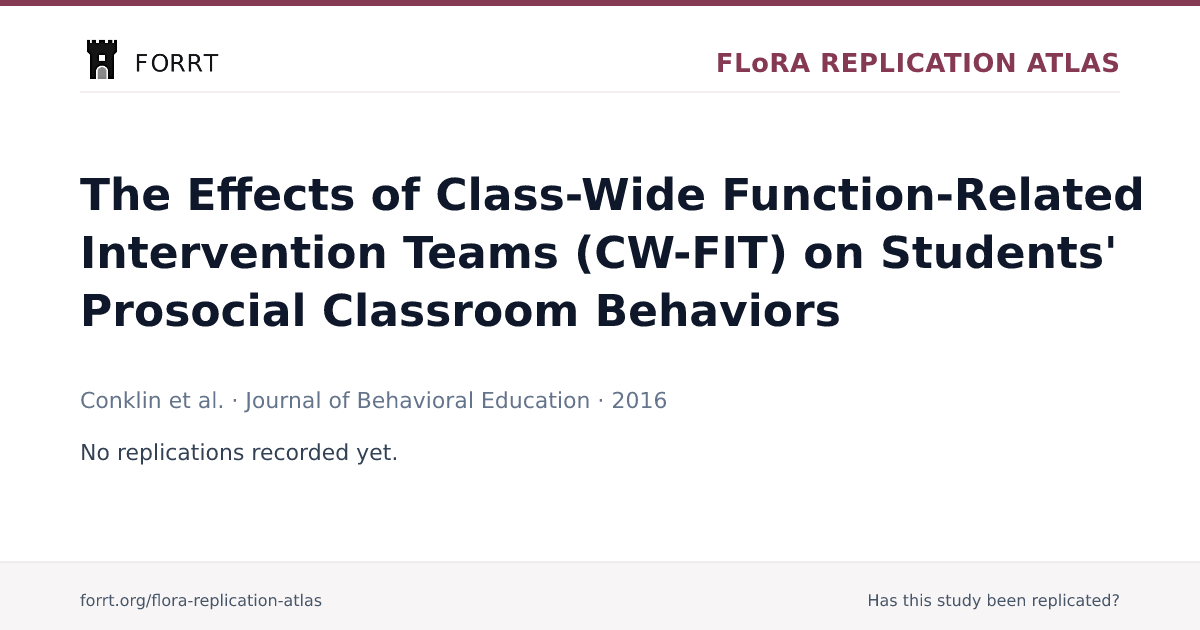 FORRT
FLoRA REPLICATION ATLAS
The Effects of Class-Wide Function-Related
Intervention Teams (CW-FIT) on Students'
Prosocial Classroom Behaviors
Conklin et al. · Journal of Behavioral Education · 2016
No replications recorded yet.
forrt.org/flora-replication-atlas
Has this study been replicated?